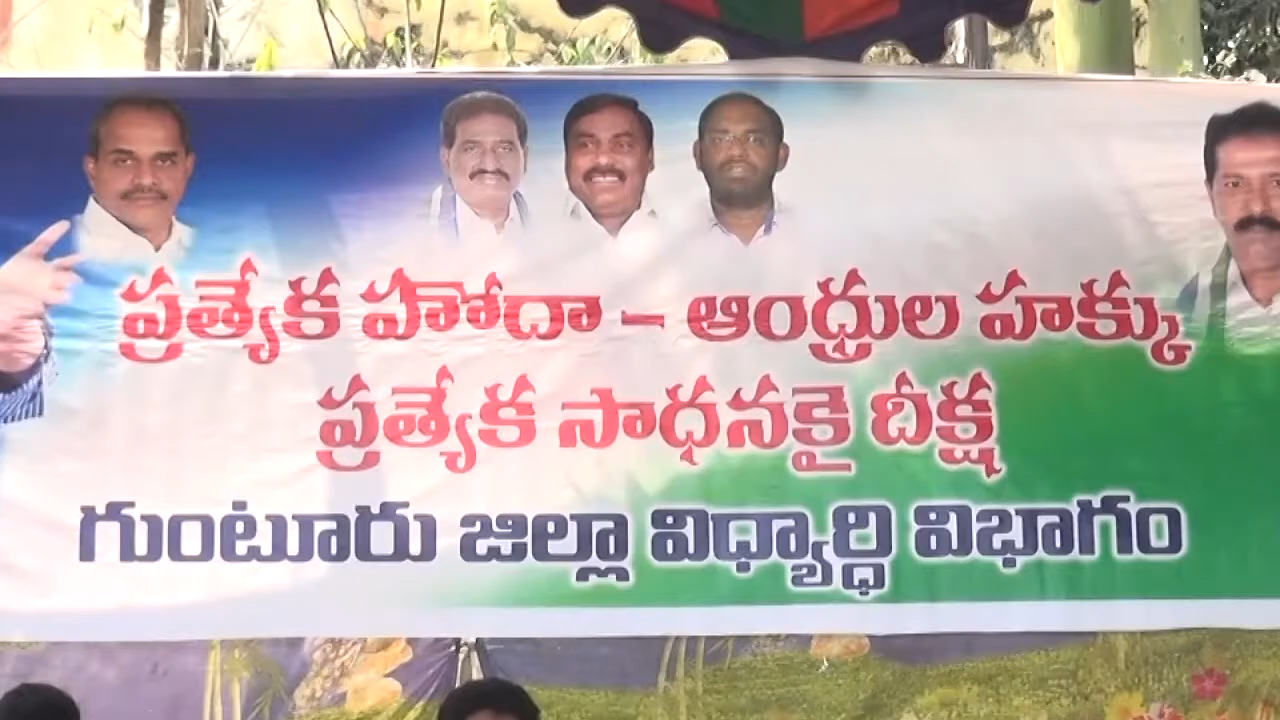 ప్రత్యేక హోదా - ఆంధ్రుల హక్కు
ప్రత్యేక సాధనకై దీక్ష
గుంటూరు జిల్లా విధ్యార్ధి విభాగం